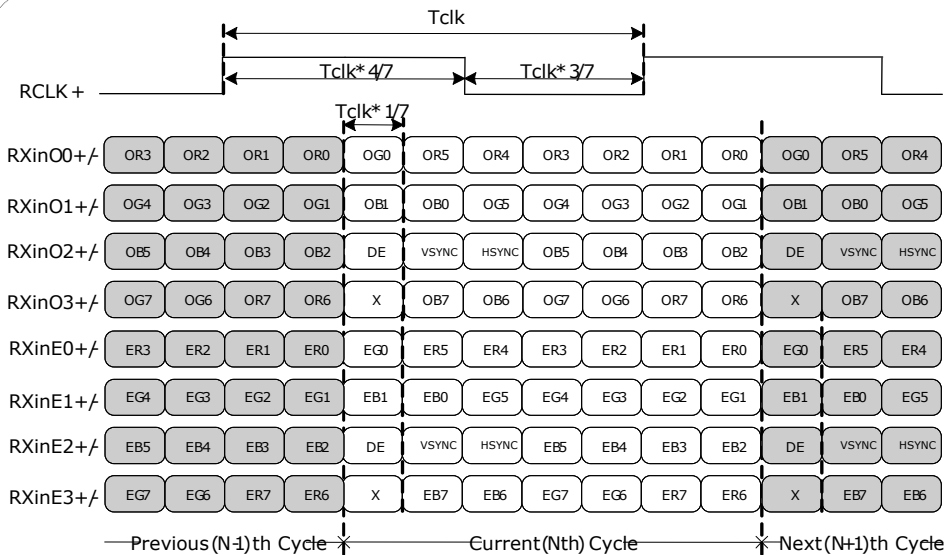 Tclk
Tclk*4/7 Tclk*3/7
RCLK+
Tclk*1/7
RXinO0+/- OR3 OR2 OR1 OR0 OG0 OR5 OR4 OR3 OR2 OR1 OR0 OG0 OR5 OR4
RXinO1+/- OG4 OG3 OG2 OG1 OB1 OB0 OG5 OG4 OG3 OG2 OG1 OB1 OB0 OG5
RXinO2+/- OB5 OB4 OB3 OB2 DE VSYNC HSYNC OB5 OB4 OB3 OB2 DE VSYNC HSYNC
RXinO3+/- OG7 OG6 OR7 OR6 X OB7 OB6 OG7 OG6 OR7 OR6 X OB7 OB6
RXinE0+/- ER3 ER2 ER1 ER0 EG0 ER5 ER4 ER3 ER2 ER1 ER0 EG0 ER5 ER4
RXinE1+/- EG4 EG3 EG2 EG1 EB1 EB0 EG5 EG4 EG3 EG2 EG1 EB1 EB0 EG5
RXinE2+/- EB5 EB4 EB3 EB2 DE VSYNC HSYNC EB5 EB4 EB3 EB2 DE VSYNC HSYNC
RXinE3+/- EG7 EG6 ER7 ER6 X EB7 EB6 EG7 EG6 ER7 ER6 X EB7 EB6
Previous(N-1)th Cycle Current(Nth) Cycle Next(N+1)th Cycle